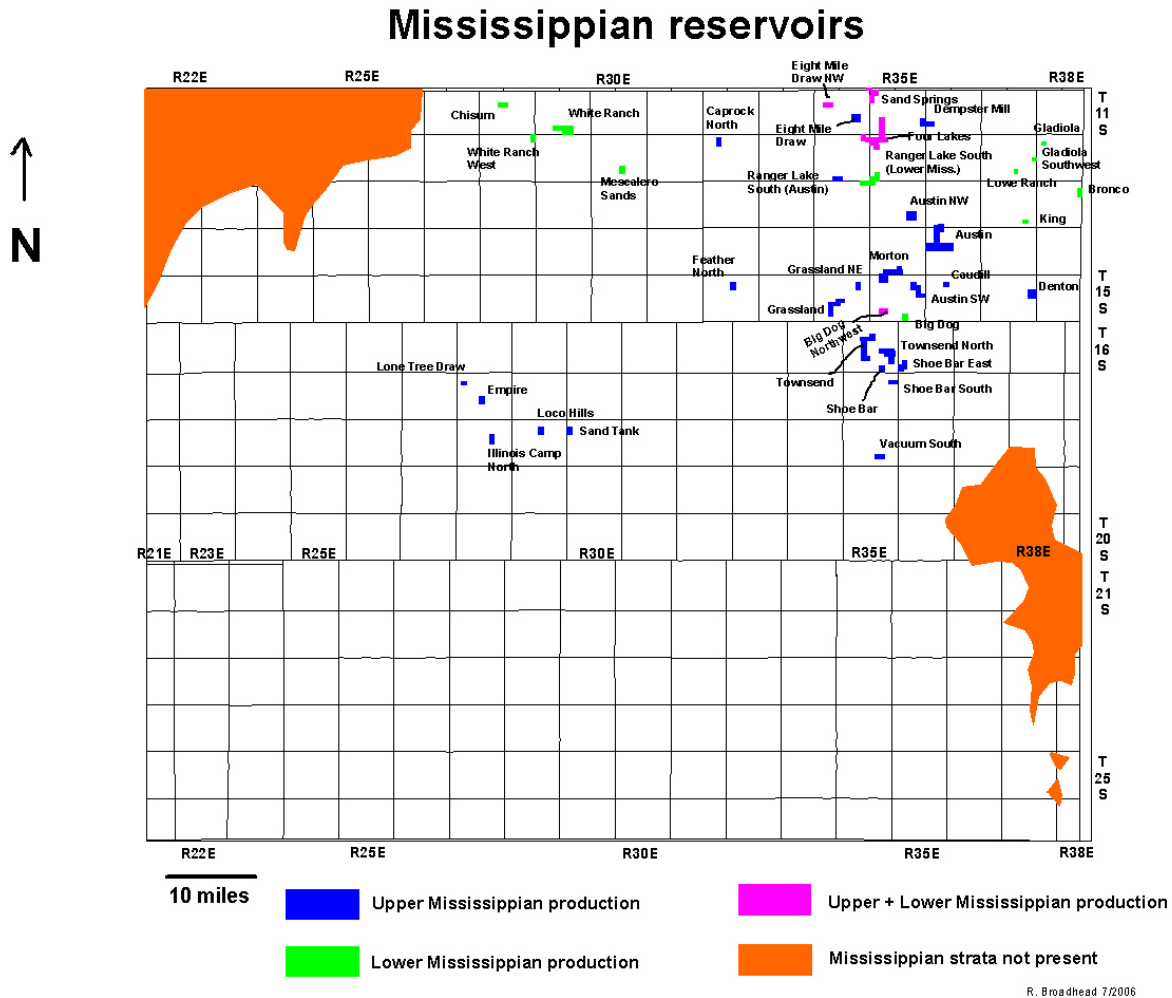 Mississippian reservoirs
R22E
R25E
R30E
R35E
R38E
Eight Mile
Draw NW
Sand Springs
Dempster Mill
T
11
S
Chisum
White Ranch
Caprock
North
Eight Mile
Draw
Four Lakes
Gladiola
White Ranch
West
Ranger Lake South
(Lower Miss.)
Gladiola
Southwest
Mescalero
Sands
Ranger Lake
South (Austin)
Lowe Ranch
Bronco
N
Austin NW
King
Austin
Feather
North
Grassland NE
Morton
Caudill
T
15
S
Denton
Grassland
Austin SW
Big Dog
Northwest
Big Dog
T
16
S
Townsend North
Lone Tree Draw
Townsend
Shoe Bar East
Empire
Shoe Bar
Shoe Bar South
Loco Hills
Sand Tank
Illinois Camp
North
Vacuum South
T
20
S
R21E
R23E
R25E
R30E
R35E
R38E
T
21
S
T
25
S
R22E
R25E
R30E
R35E
R38E
10 miles
Upper Mississippian production
Upper + Lower Mississippian production
Lower Mississippian production
Mississippian strata not present
R. Broadhead 7/2006